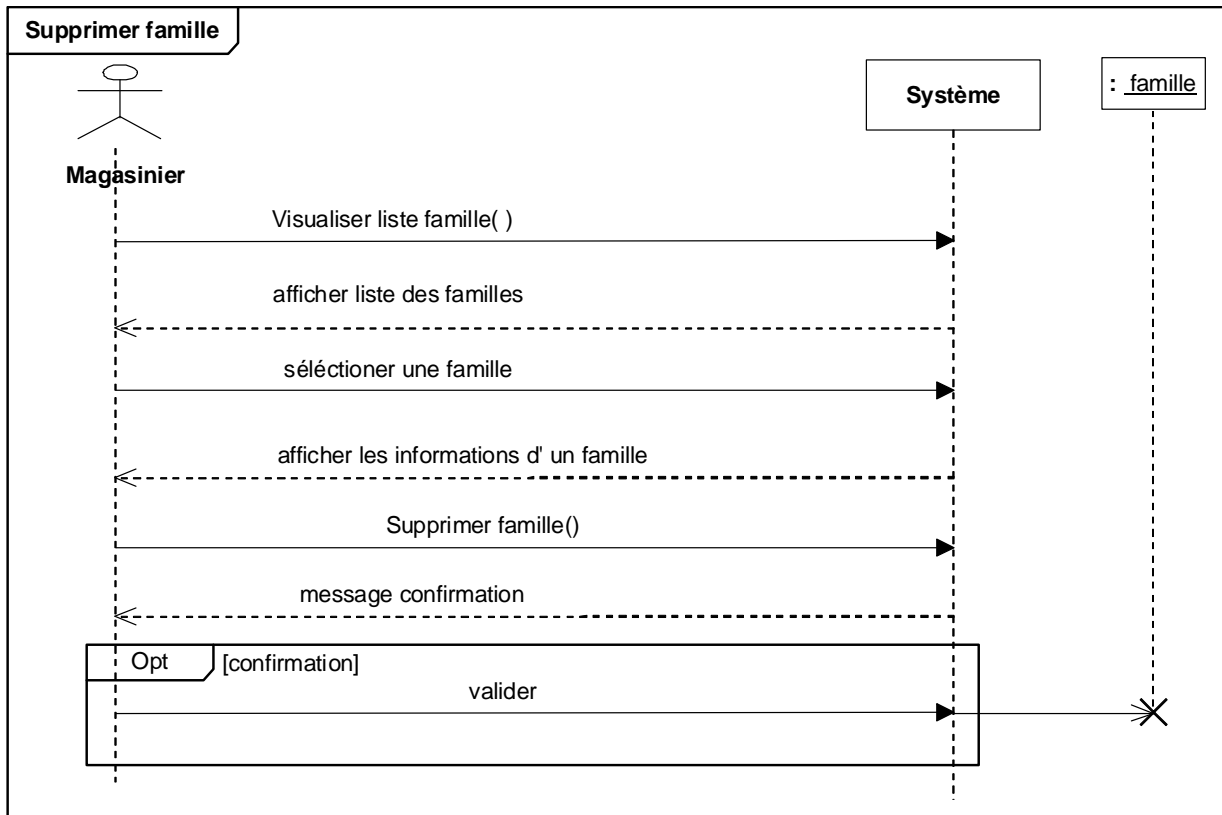 Supprimer famille
Système
: famille
Magasinier
Visualiser liste famille( )
afficher liste des familles
séléctioner une famille
afficher les informations d' un famille
Supprimer famille()
message confirmation
Opt [confirmation]
valider